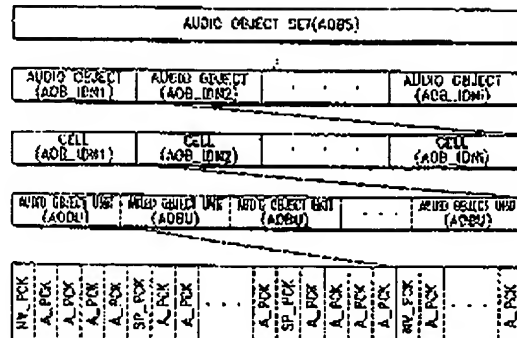 AUDIO OBJECT SET(AOBS)
AUDIO OBJECT AUDIO OBJECT · · · AUDIO OBJECT
(AOB_IDN1) (AOB_IDN2) (AOB_IDNi)
CELL CELL · · · CELL
(AOB_IDN1) (AOB_IDN2) (AOB_IDNi)
AUDIO OBJECT UNIT AUDIO OBJECT UNIT AUDIO OBJECT UNIT · · · AUDIO OBJECT UNIT
(AOBU) (AOBU) (AOBU) (AOBU)
NV_PCK A_PCK A_PCK A_PCK A_PCK SP_PCK A_PCK A_PCK · · · A_PCK SP_PCK A_PCK A_PCK A_PCK NV_PCK A_PCK · · · A_PCK